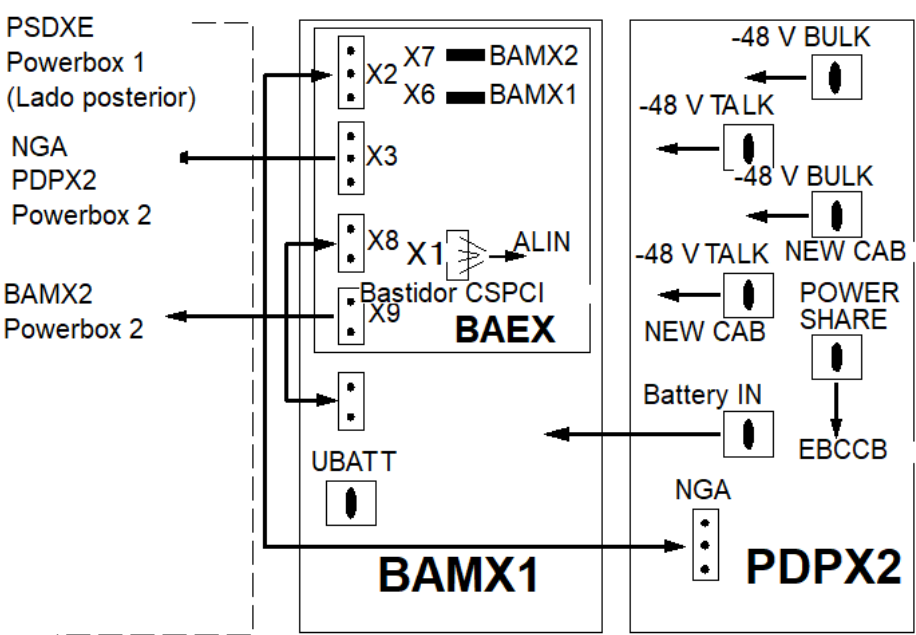 PSDXE
Powerbox 1
(Lado posterior)
NGA
PDPX2
Powerbox 2
BAMX2
Powerbox 2
X2
X7
BAMX2
X6
BAMX1
X3
X8
X1
ALIN
Bastidor CSPCI
X9
BAEX
UBATT
BAMX1
-48 V BULK
-48 V TALK
-48 V BULK
NEW CAB
-48 V TALK
NEW CAB
POWER
SHARE
EBCCB
Battery IN
NGA
PDPX2